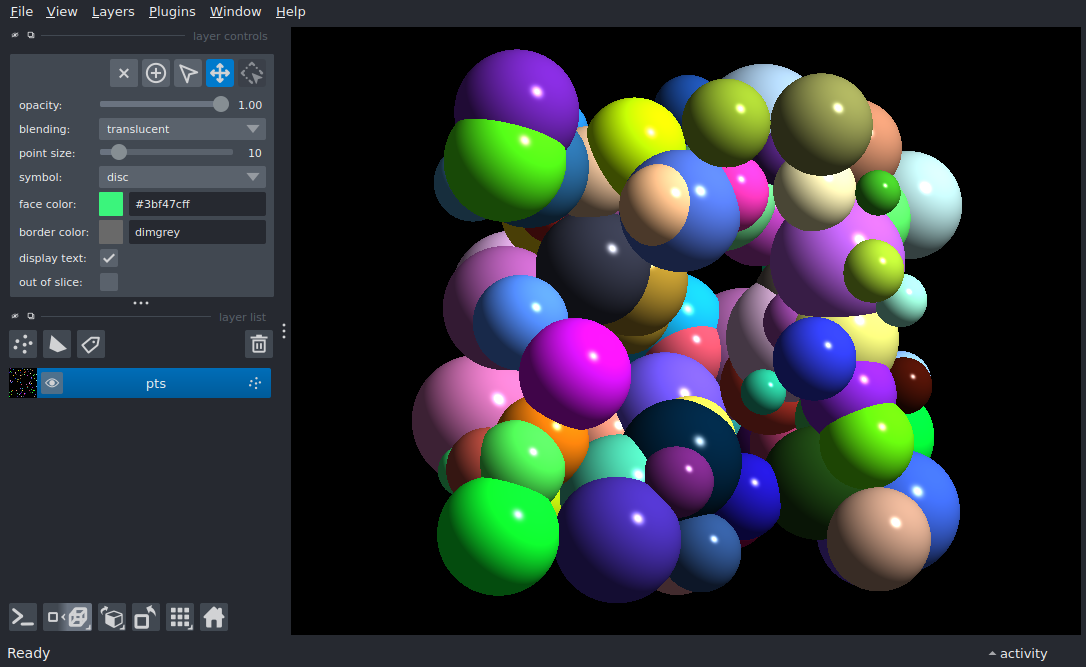 File View Layers Plugins Window Help
layer controls
opacity: 1.00
blending: translucent
point size: 10
symbol: disc
face color: #3bf47cff
border color: dimgrey
display text:
out of slice:
layer list
pts
Ready
activity